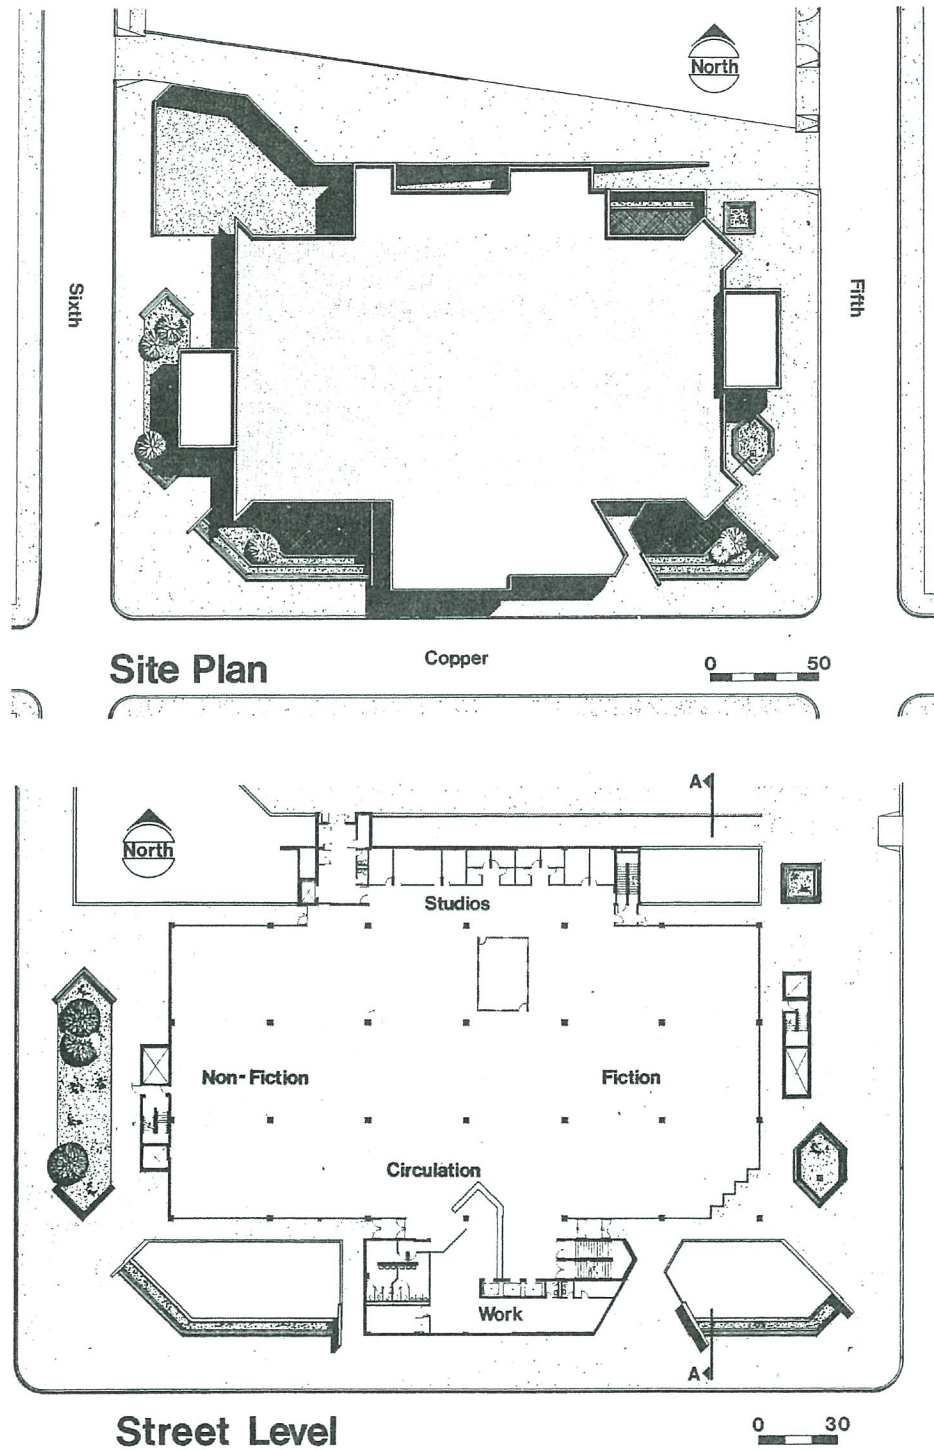 North
Sixth
Fifth
Site Plan
Copper
0 50
A
North
Studios
Non-Fiction
Fiction
Circulation
Work
A
Street Level
0 30